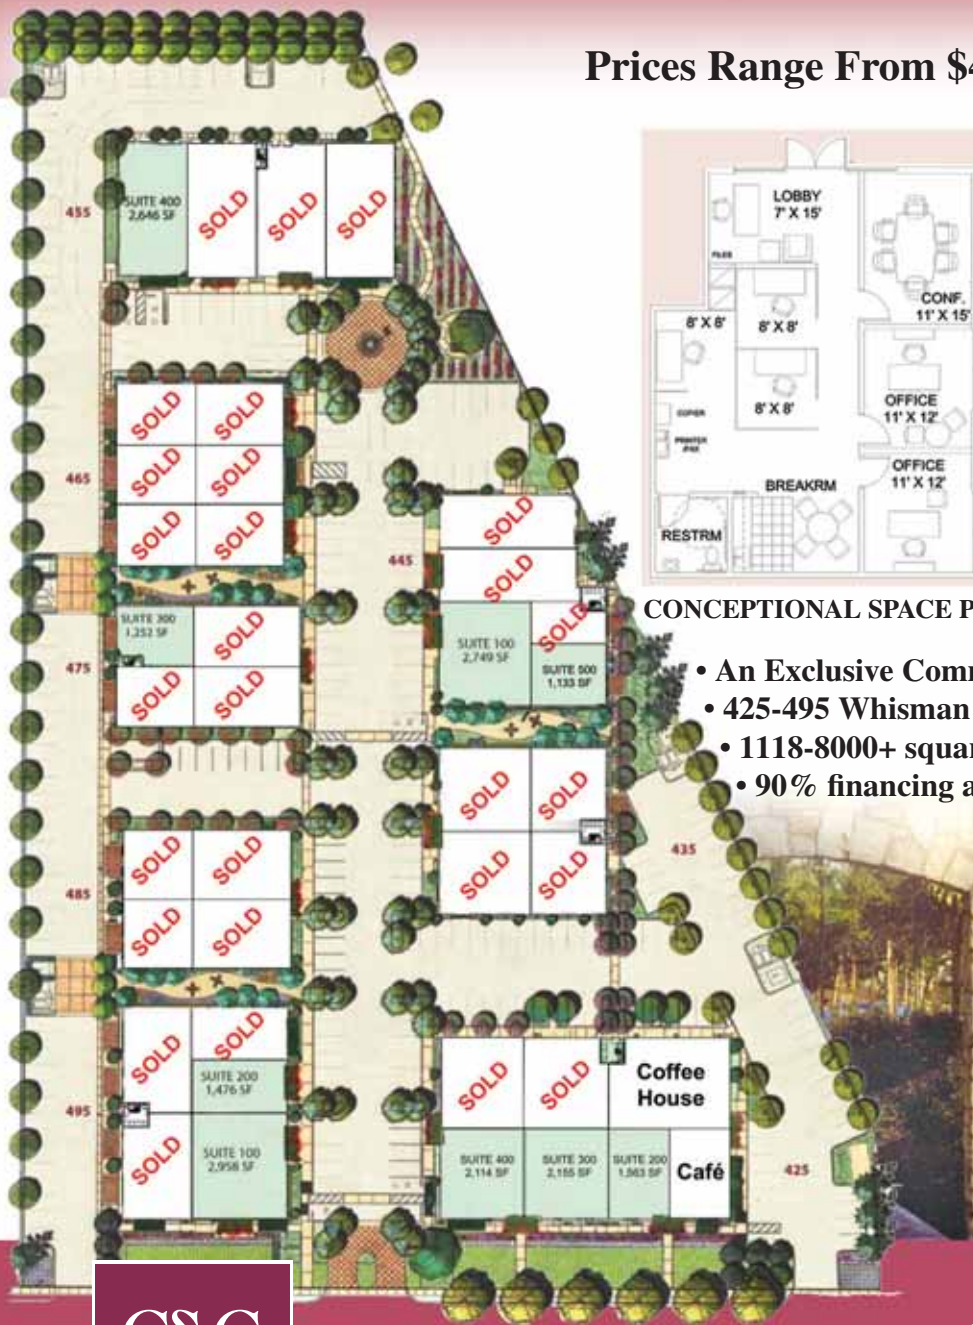 Prices Range From $4
455
SUITE 400
2,646 SF
SOLD
SOLD
SOLD
LOBBY
7' X 15'
FILES
CONF.
11' X 15'
8' X 8'
8' X 8'
8' X 8'
OFFICE
11' X 12'
COPIER
PRINTER
/FAX
OFFICE
11' X 12'
BREAKRM
RESTRM
CONCEPTIONAL SPACE P
• An Exclusive Comm
• 425-495 Whisman
• 1118-8000+ squar
• 90% financing a
465
SOLD
SOLD
SOLD
SOLD
SOLD
SOLD
445
SOLD
SOLD
SOLD
SUITE 100
2,749 SF
SUITE 500
1,133 SF
475
SUITE 300
1,252 SF
SOLD
SOLD
SOLD
435
SOLD
SOLD
SOLD
SOLD
485
SOLD
SOLD
SOLD
SOLD
495
SOLD
SOLD
SUITE 200
1,476 SF
SOLD
SUITE 100
2,958 SF
425
SOLD
SOLD
Coffee
House
SUITE 400
2,114 SF
SUITE 300
2,155 SF
SUITE 200
1,563 SF
Café